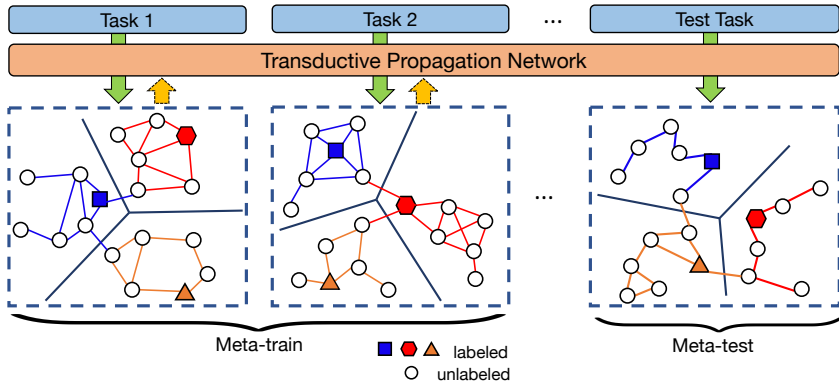 Task 1
Task 2
...
Test Task
Transductive Propagation Network
...
Meta-train
Meta-test
labeled
unlabeled